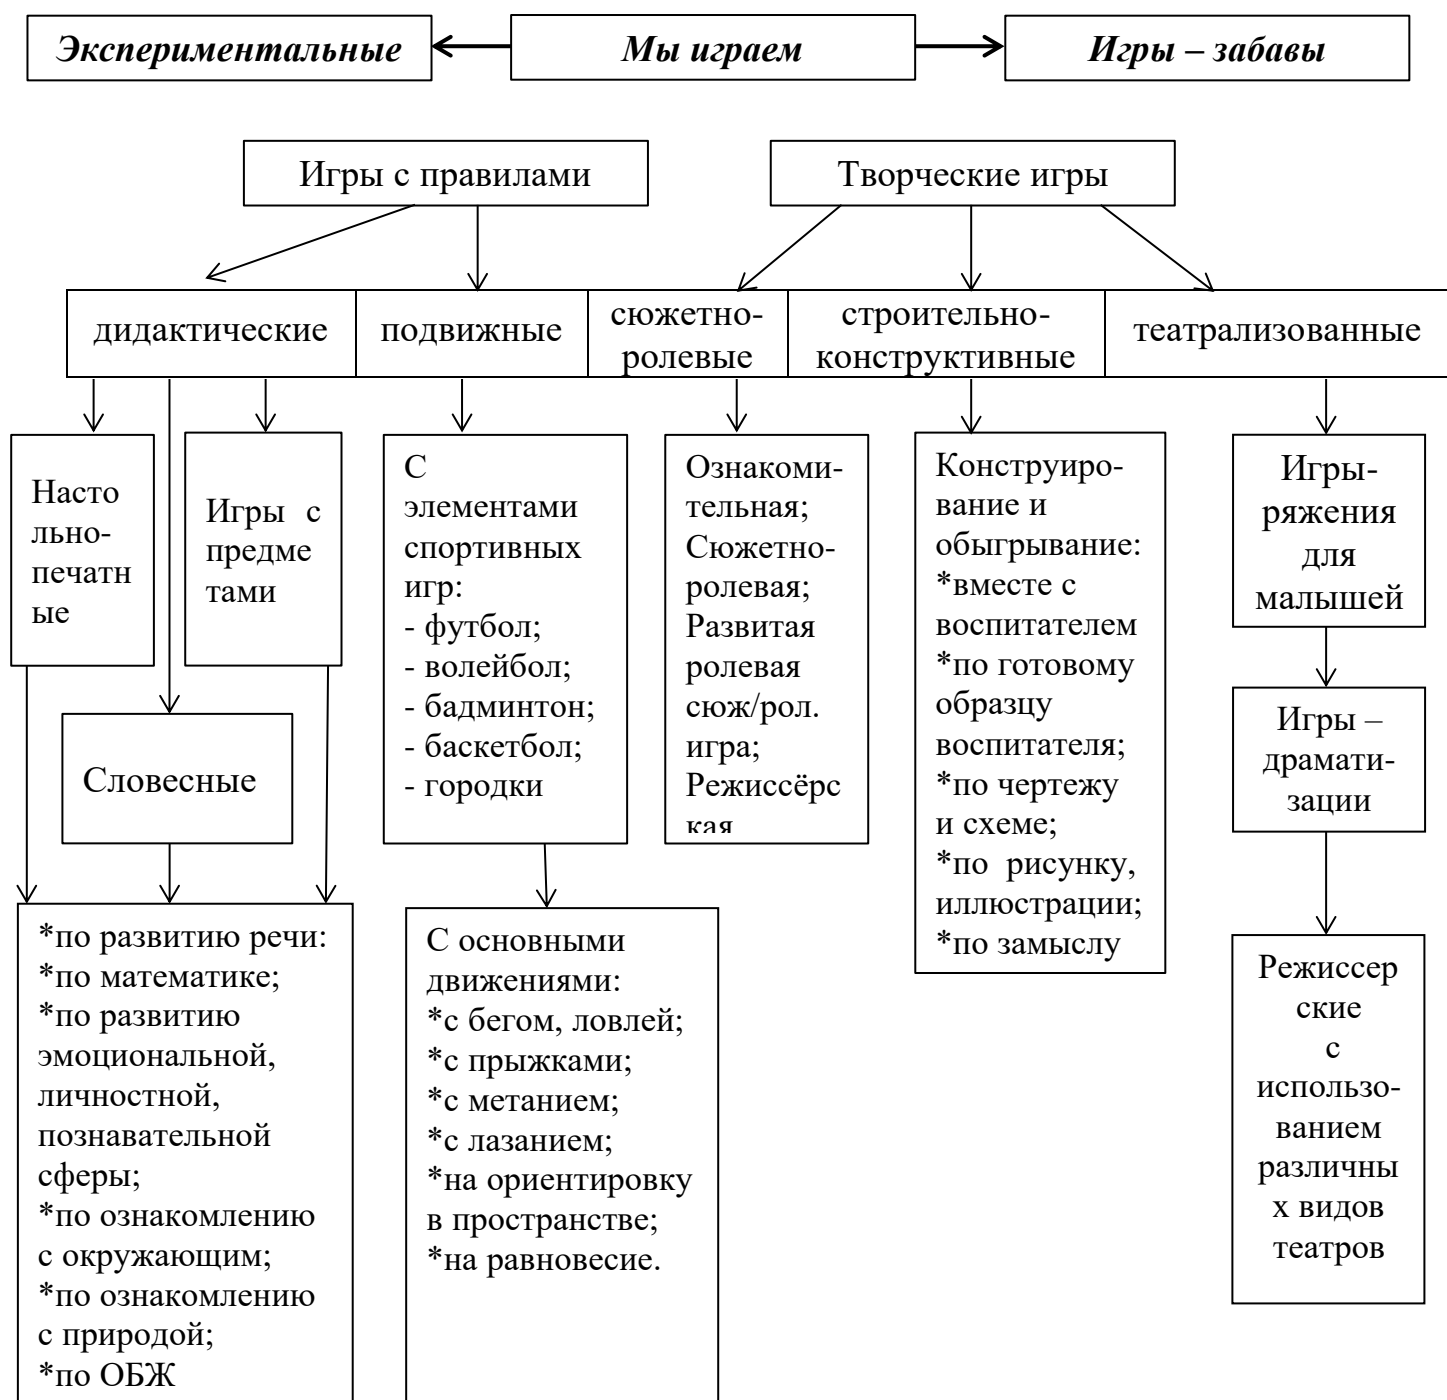 Экспериментальные
Мы играем
Игры – забавы
Игры с правилами
Творческие игры
дидактические
подвижные
сюжетно-
ролевые
строительно-
конструктивные
театрализованные
Насто
льно-
печатн
ые
Игры с
предме
тами
Словесные
*по развитию речи:
*по математике;
*по развитию
эмоциональной,
личностной,
познавательной
сферы;
*по ознакомлению
с окружающим;
*по ознакомлению
с природой;
*по ОБЖ
С
элементами
спортивных
игр:
- футбол;
- волейбол;
- бадминтон;
- баскетбол;
- городки
С основными
движениями:
*с бегом, ловлей;
*с прыжками;
*с метанием;
*с лазанием;
*на ориентировку
в пространстве;
*на равновесие.
Ознакоми-
тельная;
Сюжетно-
ролевая;
Развитая
ролевая
сюж/рол.
игра;
Режиссёрс
кая
Конструиро-
вание и
обыгрывание:
*вместе с
воспитателем
*по готовому
образцу
воспитателя;
*по чертежу
и схеме;
*по рисунку,
иллюстрации;
*по замыслу
Игры-
ряжения
для
малышей
Игры –
драмати-
зации
Режиссер
ские
с
использо-
ванием
различны
х видов
театров